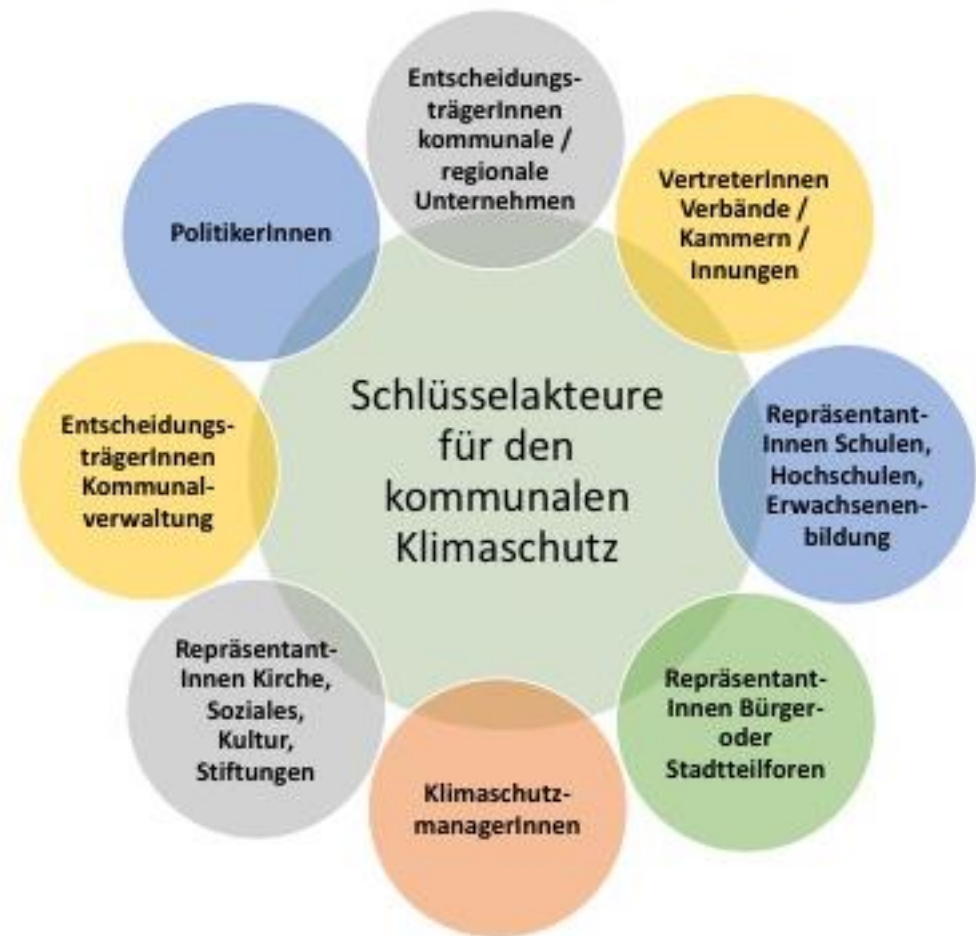 Entscheidungs-
trägerInnen
kommunale /
regionale
Unternehmen
VertreterInnen
Verbände /
Kammern /
Innungen
PolitikerInnen
Schlüsselakteure
für den
kommunalen
Klimaschutz
Entscheidungs-
trägerInnen
Kommunal-
verwaltung
Repräsentant-
Innen Schulen,
Hochschulen,
Erwachsenen-
bildung
Repräsentant-
Innen Kirche,
Soziales,
Kultur,
Stiftungen
Klimaschutz-
managerInnen
Repräsentant-
Innen Bürger-
oder
Stadtteilforen